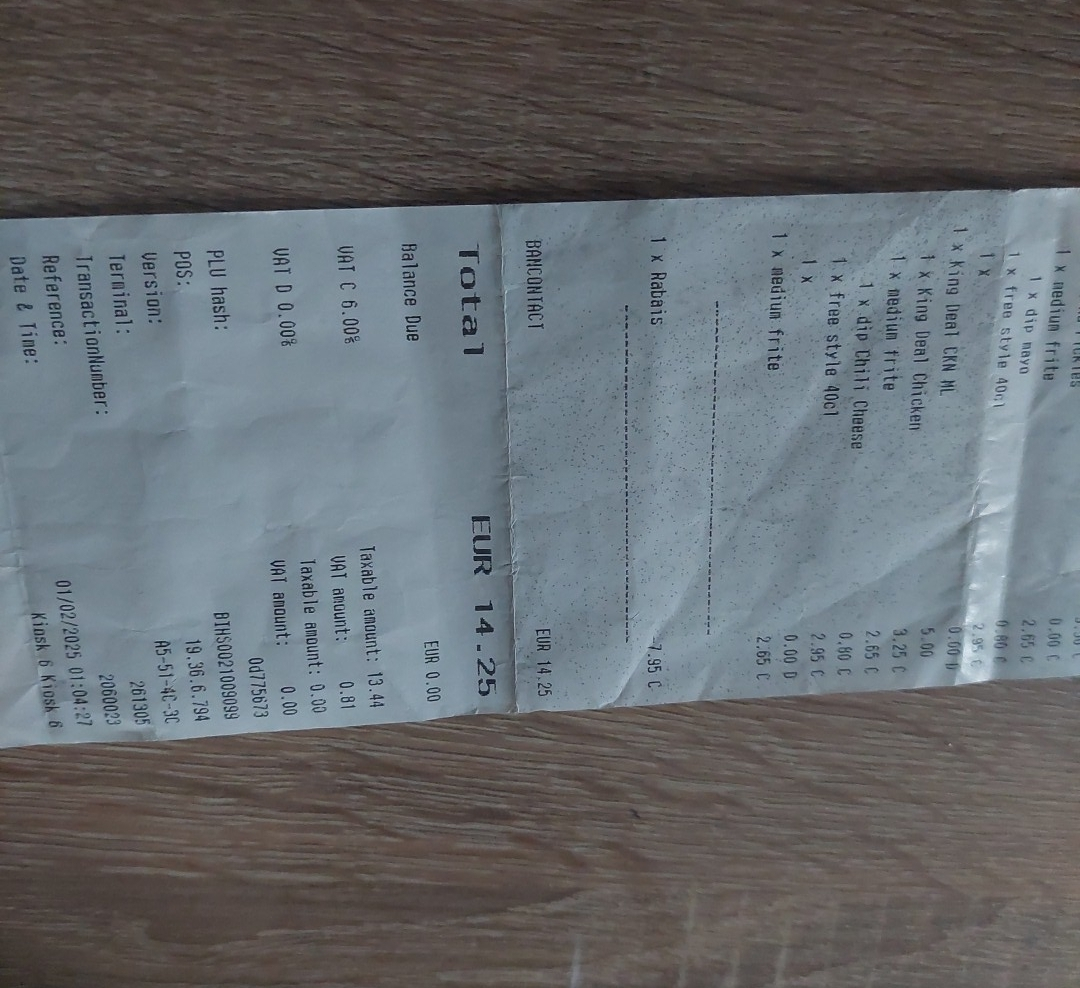 0.00 C
1 x medium frite 2.65 C
1 x dip mayo 0.80 C
1 x free style 40cl 2.95 C
1 x 0.00 D
1 x King Deal CKN ML 5.00
1 x King Deal Chicken 3.25 C
1 x medium frite 2.65 C
1 x dip Chili Cheese 0.80 C
1 x free style 40cl 2.95 C
1 x 0.00 D
1 x medium frite 2.65 C
1 x Rabais -7.95 C
BANCONTACT EUR 14.25
Total EUR 14.25
Balance Due EUR 0.00
VAT C 6.00% Taxable amount: 13.44
VAT amount: 0.81
VAT D 0.00% Taxable amount: 0.00
VAT amount: 0.00
PLU hash: 0d775673
POS: BTHS0021009099
Version: 19.36.6.794
Terminal: A5-51-4C-3C
TransactionNumber: 261305
Reference: 2060023
Date & Time: 01/02/2025 01:04:27
Kiosk 6 Kiosk 6